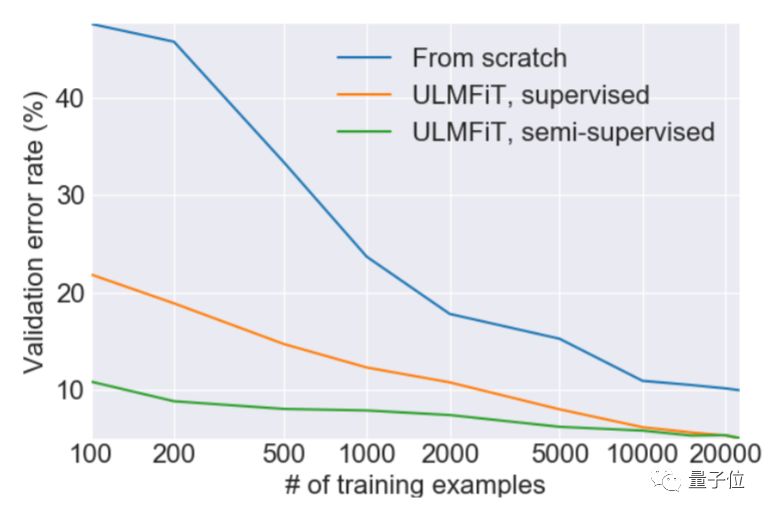 From scratch
ULMFiT, supervised
ULMFiT, semi-supervised
Validation error rate (%)
40
30
20
10
100 200 500 1000 2000 5000 10000 20000
# of training examples
量子位